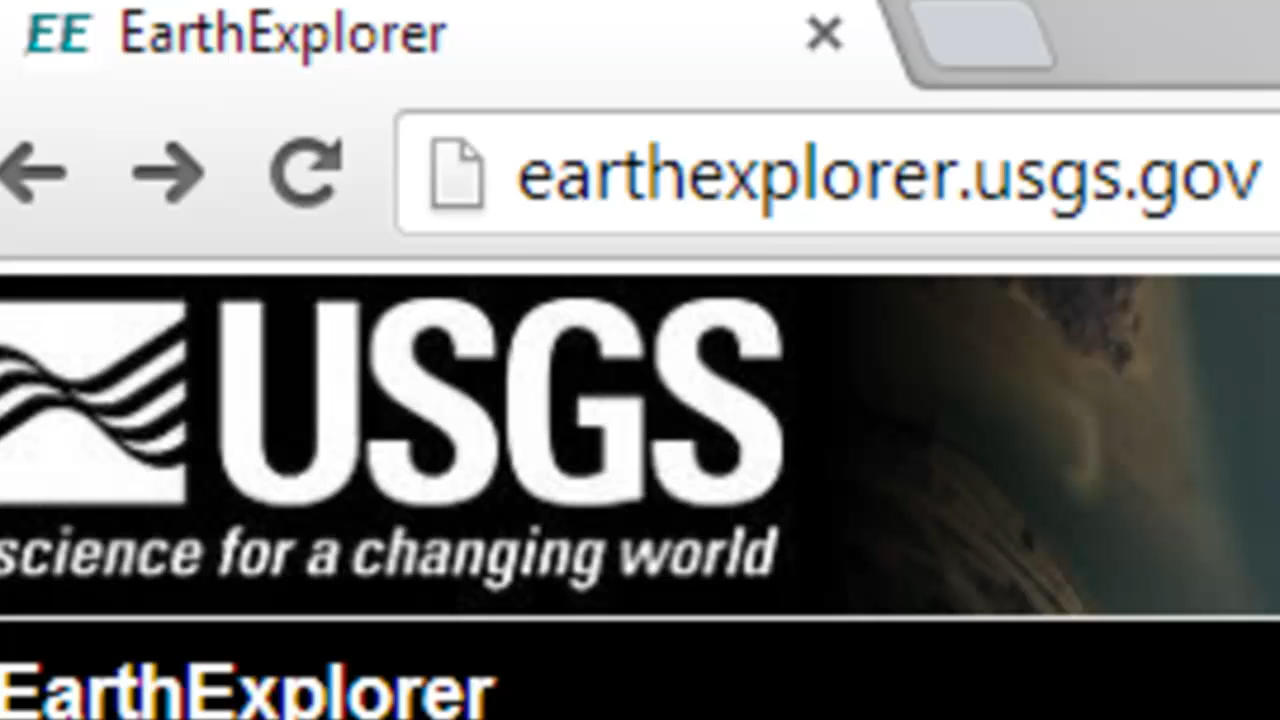 EE EarthExplorer
earthexplorer.usgs.gov
USGS
science for a changing world
EarthExplorer